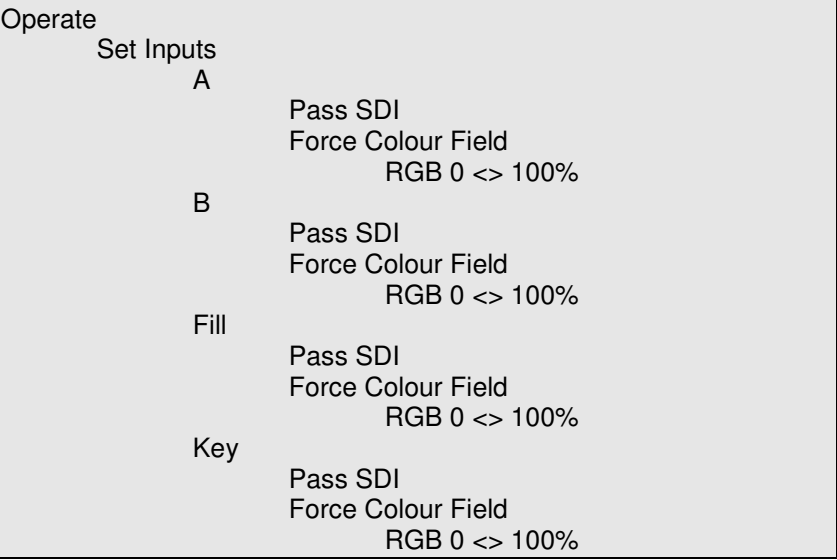 Operate
Set Inputs
A
Pass SDI
Force Colour Field
RGB 0 <> 100%
B
Pass SDI
Force Colour Field
RGB 0 <> 100%
Fill
Pass SDI
Force Colour Field
RGB 0 <> 100%
Key
Pass SDI
Force Colour Field
RGB 0 <> 100%